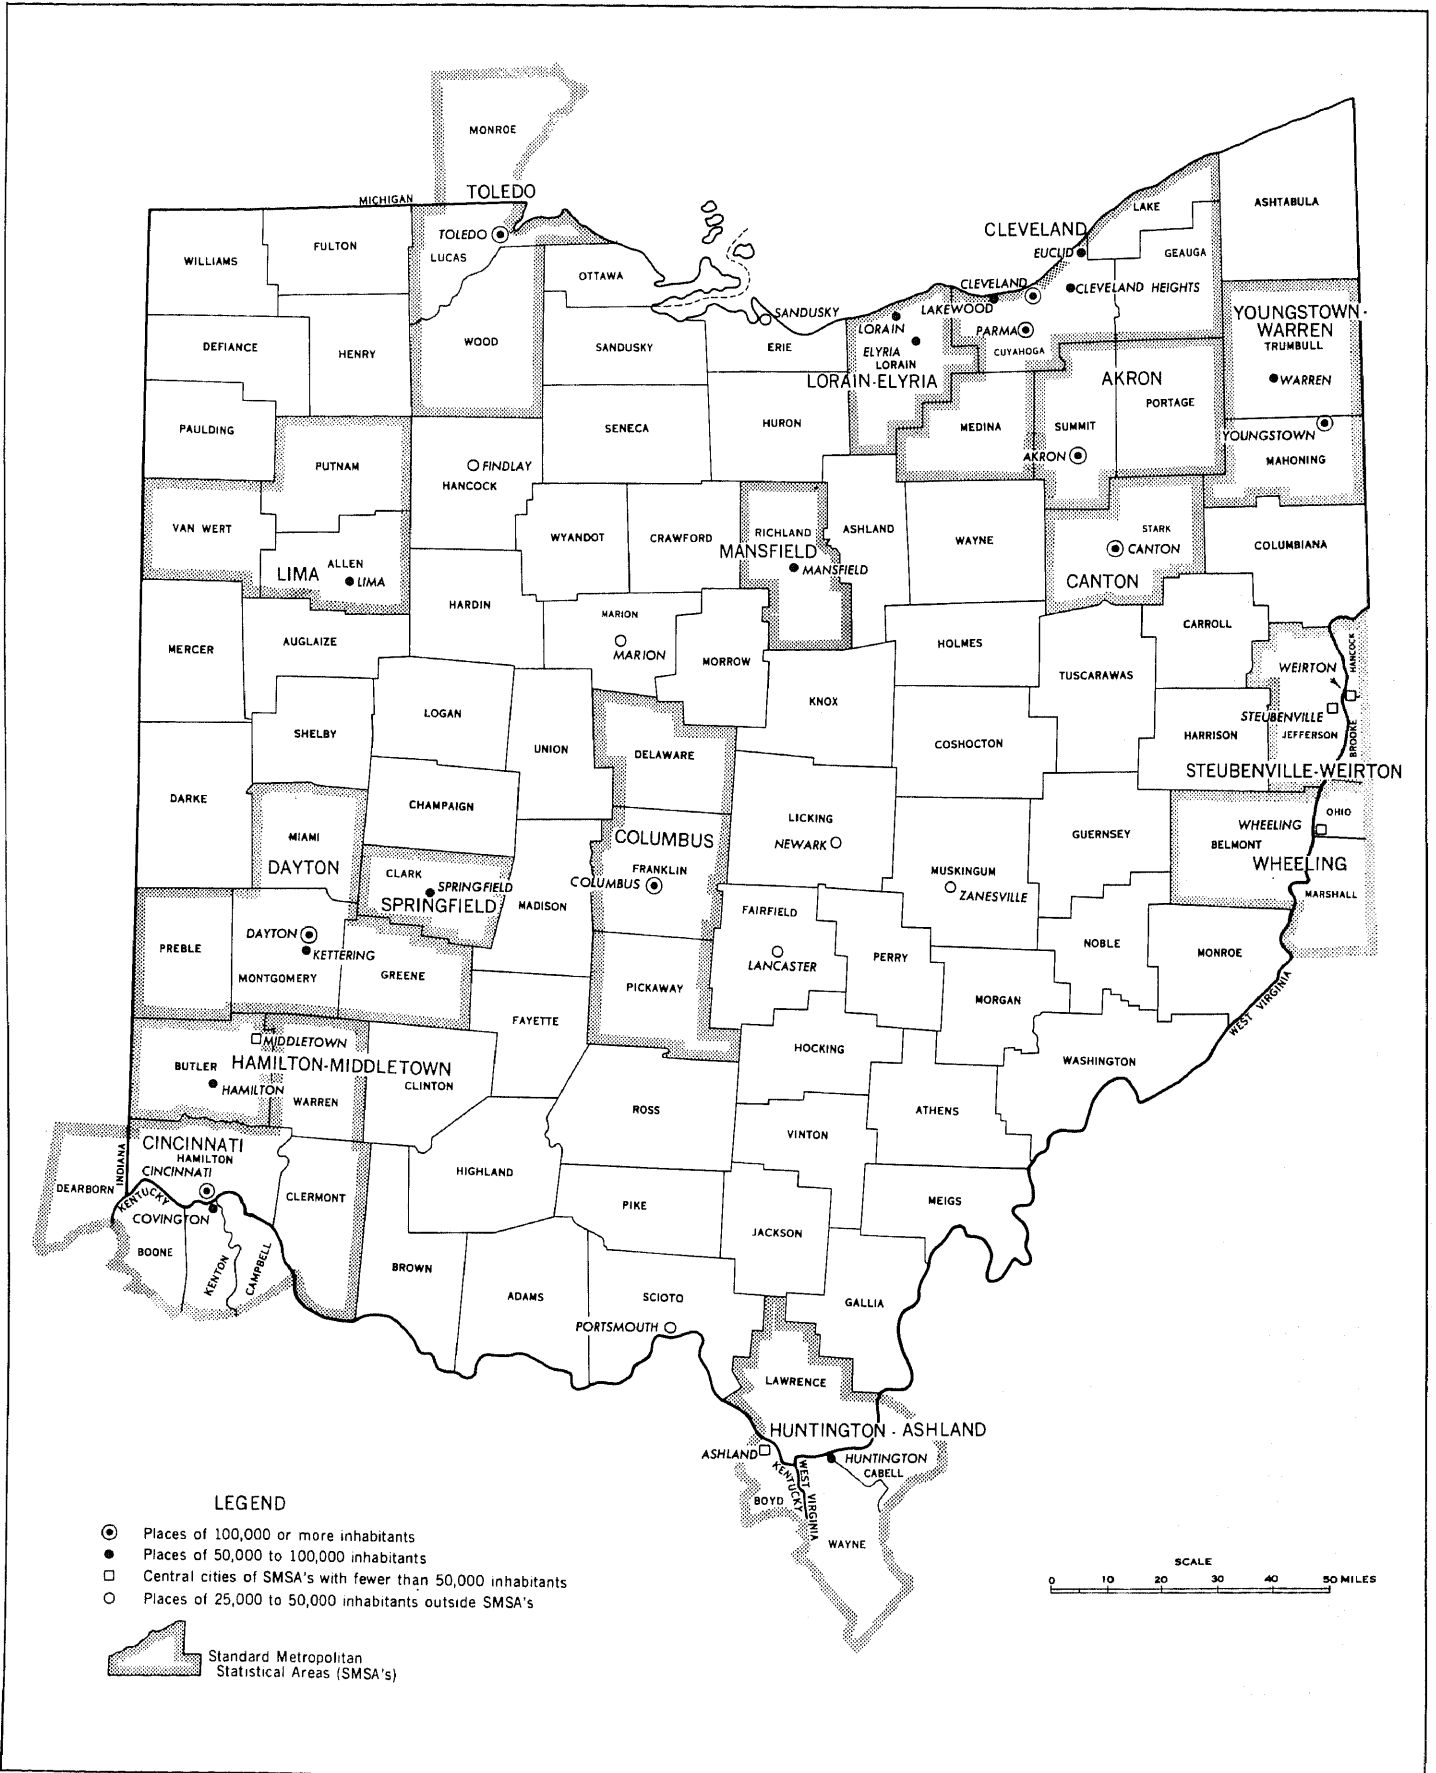 MONROE
MICHIGAN
TOLEDO
TOLEDO
LUCAS
WILLIAMS
FULTON
OTTAWA
SANDUSKY
LAKE
ASHTABULA
CLEVELAND
EUCLID
GEAUGA
CLEVELAND
CLEVELAND HEIGHTS
LAKEWOOD
LORAIN
PARMA
CUYAHOGA
ELYRIA
LORAIN
LORAIN-ELYRIA
YOUNGSTOWN-
WARREN
TRUMBULL
WARREN
DEFIANCE
HENRY
WOOD
SANDUSKY
ERIE
AKRON
PORTAGE
PAULDING
SENECA
HURON
MEDINA
SUMMIT
AKRON
YOUNGSTOWN
MAHONING
PUTNAM
FINDLAY
HANCOCK
VAN WERT
WYANDOT
CRAWFORD
RICHLAND
MANSFIELD
MANSFIELD
ASHLAND
WAYNE
STARK
CANTON
CANTON
COLUMBIANA
ALLEN
LIMA
LIMA
HARDIN
MARION
MARION
MORROW
HOLMES
CARROLL
MERCER
AUGLAIZE
TUSCARAWAS
WEIRTON
HANCOCK
STEUBENVILLE
JEFFERSON
BROOKE
STEUBENVILLE-WEIRTON
LOGAN
KNOX
SHELBY
UNION
DELAWARE
COSHOCTON
HARRISON
DARKE
CHAMPAIGN
LICKING
NEWARK
GUERNSEY
OHIO
WHEELING
BELMONT
WHEELING
MARSHALL
MIAMI
DAYTON
COLUMBUS
FRANKLIN
COLUMBUS
CLARK
SPRINGFIELD
SPRINGFIELD
MADISON
MUSKINGUM
ZANESVILLE
FAIRFIELD
LANCASTER
PERRY
NOBLE
MONROE
PREBLE
DAYTON
KETTERING
MONTGOMERY
GREENE
PICKAWAY
MORGAN
WEST VIRGINIA
FAYETTE
MIDDLETOWN
HAMILTON-MIDDLETOWN
BUTLER
HAMILTON
WARREN
CLINTON
HOCKING
WASHINGTON
ROSS
ATHENS
VINTON
CINCINNATI
HAMILTON
CINCINNATI
INDIANA
DEARBORN
KENTUCKY
COVINGTON
CLERMONT
HIGHLAND
PIKE
JACKSON
MEIGS
BOONE
KENTON
CAMPBELL
BROWN
ADAMS
SCIOTO
PORTSMOUTH
GALLIA
LAWRENCE
HUNTINGTON - ASHLAND
ASHLAND
HUNTINGTON
CABELL
KENTUCKY
WEST VIRGINIA
BOYD
WAYNE
LEGEND
Places of 100,000 or more inhabitants
Places of 50,000 to 100,000 inhabitants
Central cities of SMSA's with fewer than 50,000 inhabitants
Places of 25,000 to 50,000 inhabitants outside SMSA's
Standard Metropolitan
Statistical Areas (SMSA's)
SCALE
0 10 20 30 40 50 MILES